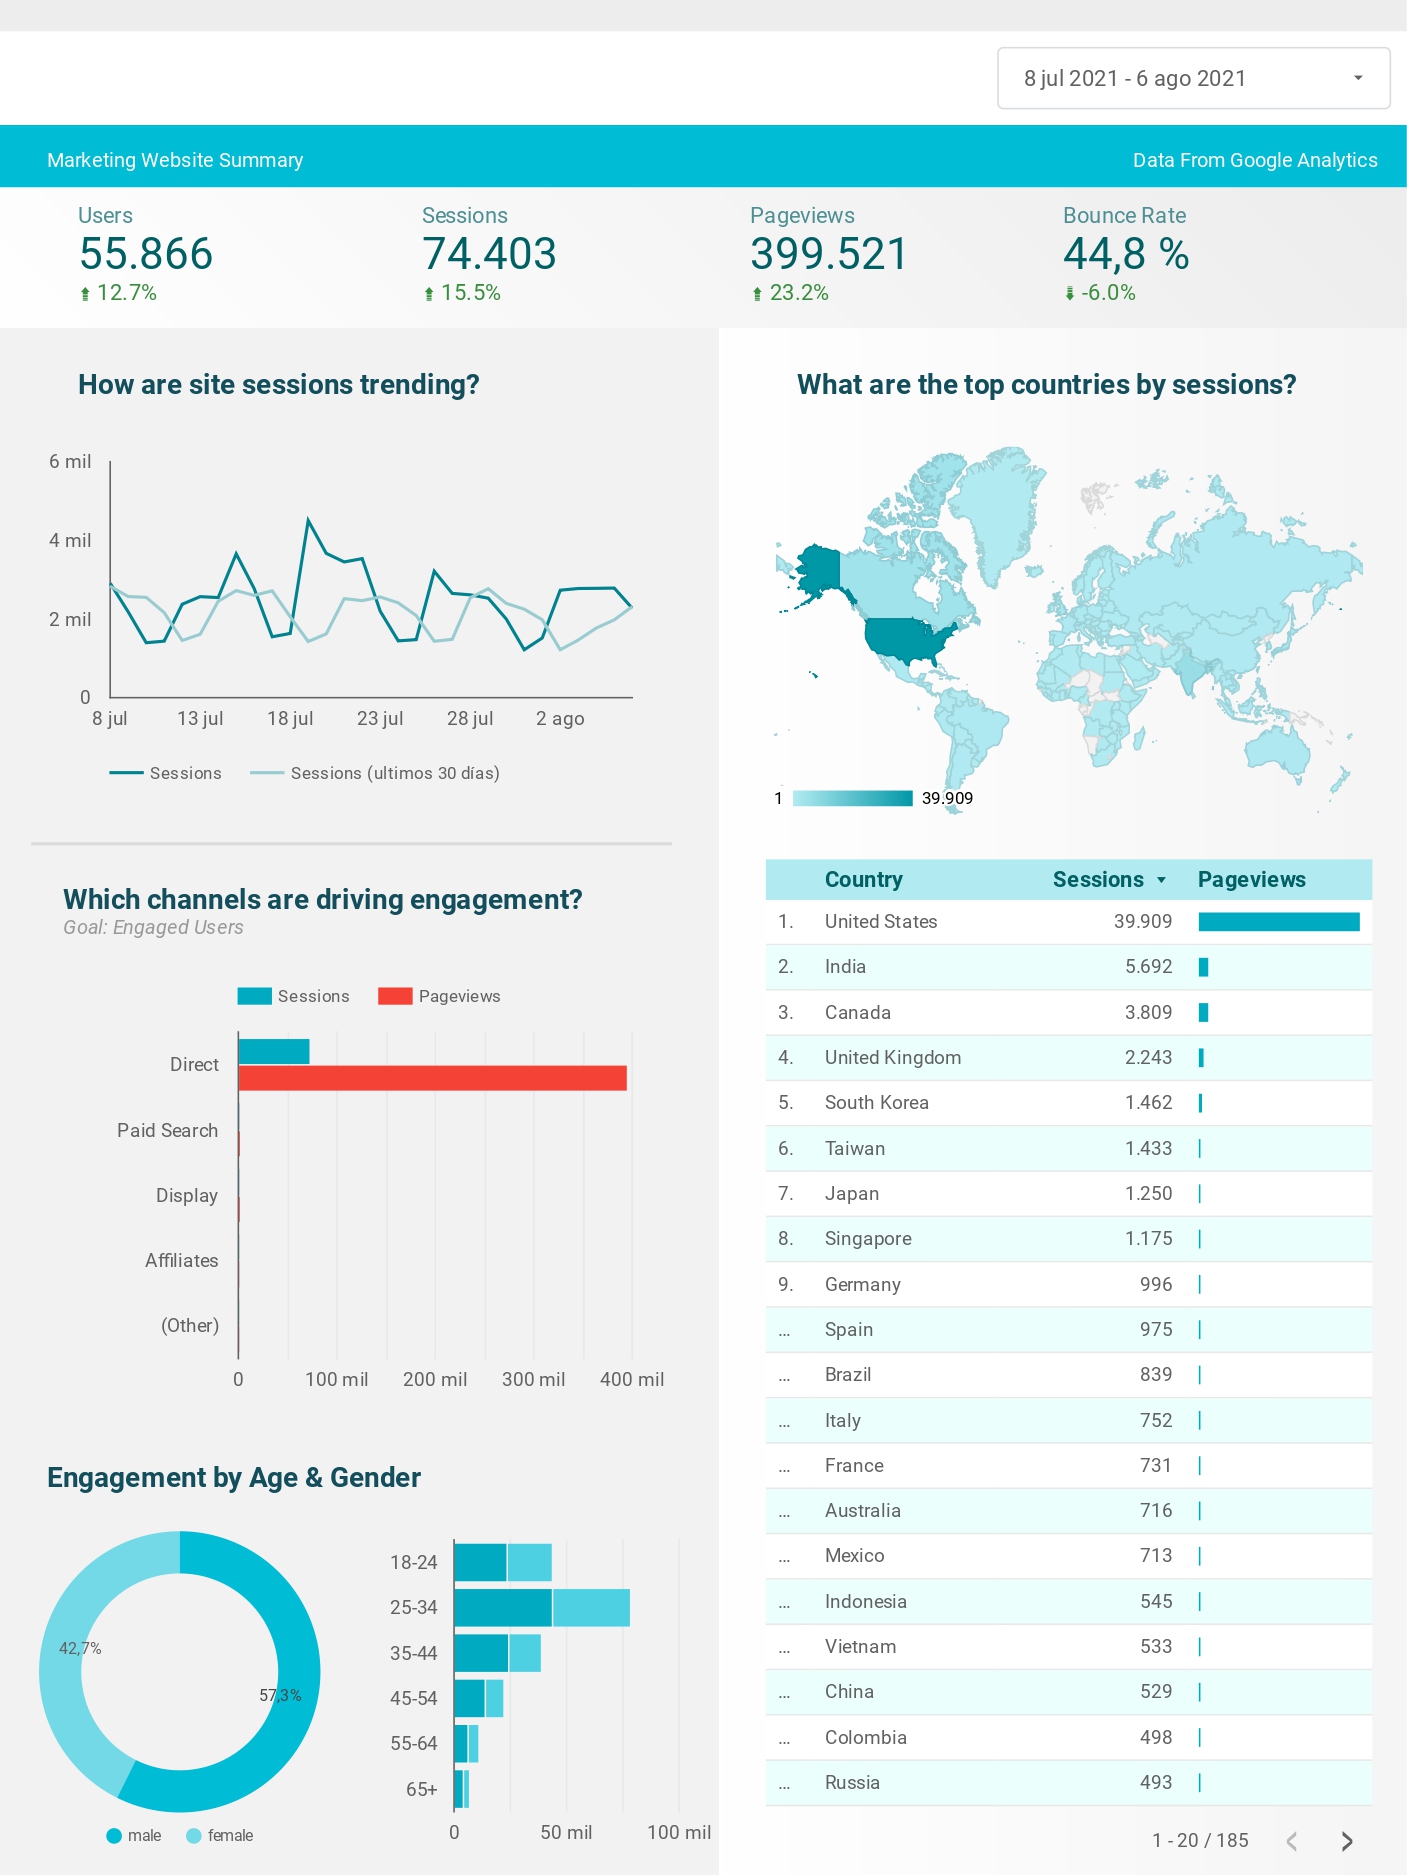 8 jul 2021 - 6 ago 2021
Marketing Website Summary
Data From Google Analytics
Users
55.866
12.7%
Sessions
74.403
15.5%
Pageviews
399.521
23.2%
Bounce Rate
44,8 %
-6.0%
How are site sessions trending?
6 mil
4 mil
2 mil
0
8 jul 13 jul 18 jul 23 jul 28 jul 2 ago
Sessions Sessions (ultimos 30 días)
Which channels are driving engagement?
Goal: Engaged Users
Sessions Pageviews
Direct
Paid Search
Display
Affiliates
(Other)
0 100 mil 200 mil 300 mil 400 mil
Engagement by Age & Gender
42,7%
57,3%
male female
18-24
25-34
35-44
45-54
55-64
65+
0 50 mil 100 mil
What are the top countries by sessions?
1 39.909
Country Sessions Pageviews
1. United States 39.909
2. India 5.692
3. Canada 3.809
4. United Kingdom 2.243
5. South Korea 1.462
6. Taiwan 1.433
7. Japan 1.250
8. Singapore 1.175
9. Germany 996
... Spain 975
... Brazil 839
... Italy 752
... France 731
... Australia 716
... Mexico 713
... Indonesia 545
... Vietnam 533
... China 529
... Colombia 498
... Russia 493
1 - 20 / 185